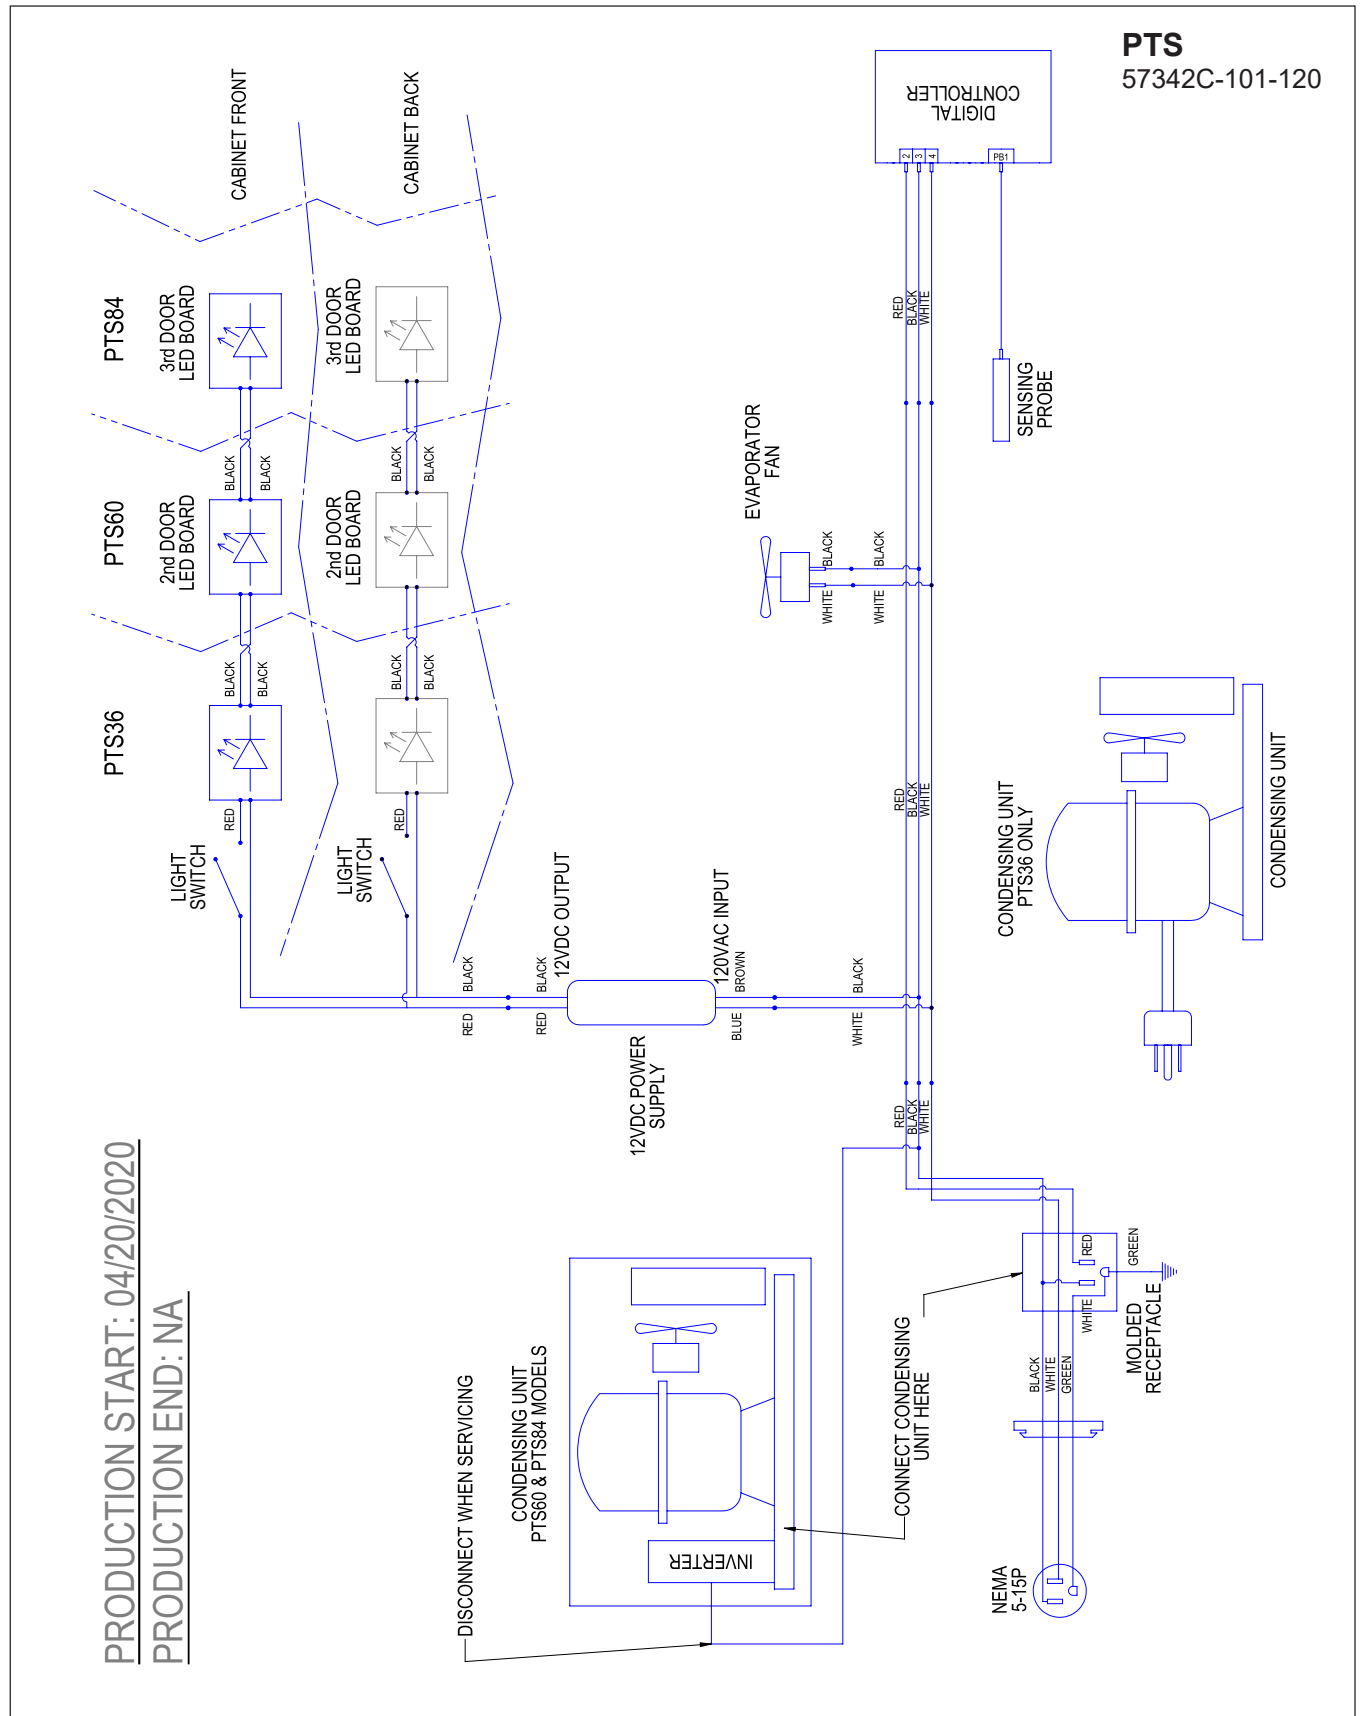 PTS
57342C-101-120
PRODUCTION START: 04/20/2020
PRODUCTION END: NA
CABINET FRONT
CABINET BACK
PTS84
3rd DOOR
LED BOARD
3rd DOOR
LED BOARD
BLACK
BLACK
BLACK
BLACK
PTS60
2nd DOOR
LED BOARD
2nd DOOR
LED BOARD
BLACK
BLACK
BLACK
BLACK
PTS36
RED
RED
LIGHT
SWITCH
LIGHT
SWITCH
12VDC OUTPUT
RED
BLACK
RED
BLACK
12VDC POWER
SUPPLY
120VAC INPUT
BLUE
BROWN
WHITE
BLACK
DIGITAL
CONTROLLER
2
3
4
PB1
RED
BLACK
WHITE
SENSING
PROBE
EVAPORATOR
FAN
WHITE
BLACK
WHITE
BLACK
RED
BLACK
WHITE
CONDENSING UNIT
PTS36 ONLY
CONDENSING UNIT
RED
BLACK
WHITE
DISCONNECT WHEN SERVICING
CONDENSING UNIT
PTS60 & PTS84 MODELS
INVERTER
CONNECT CONDENSING
UNIT HERE
RED
GREEN
WHITE
MOLDED
RECEPTACLE
BLACK
WHITE
GREEN
NEMA
5-15P